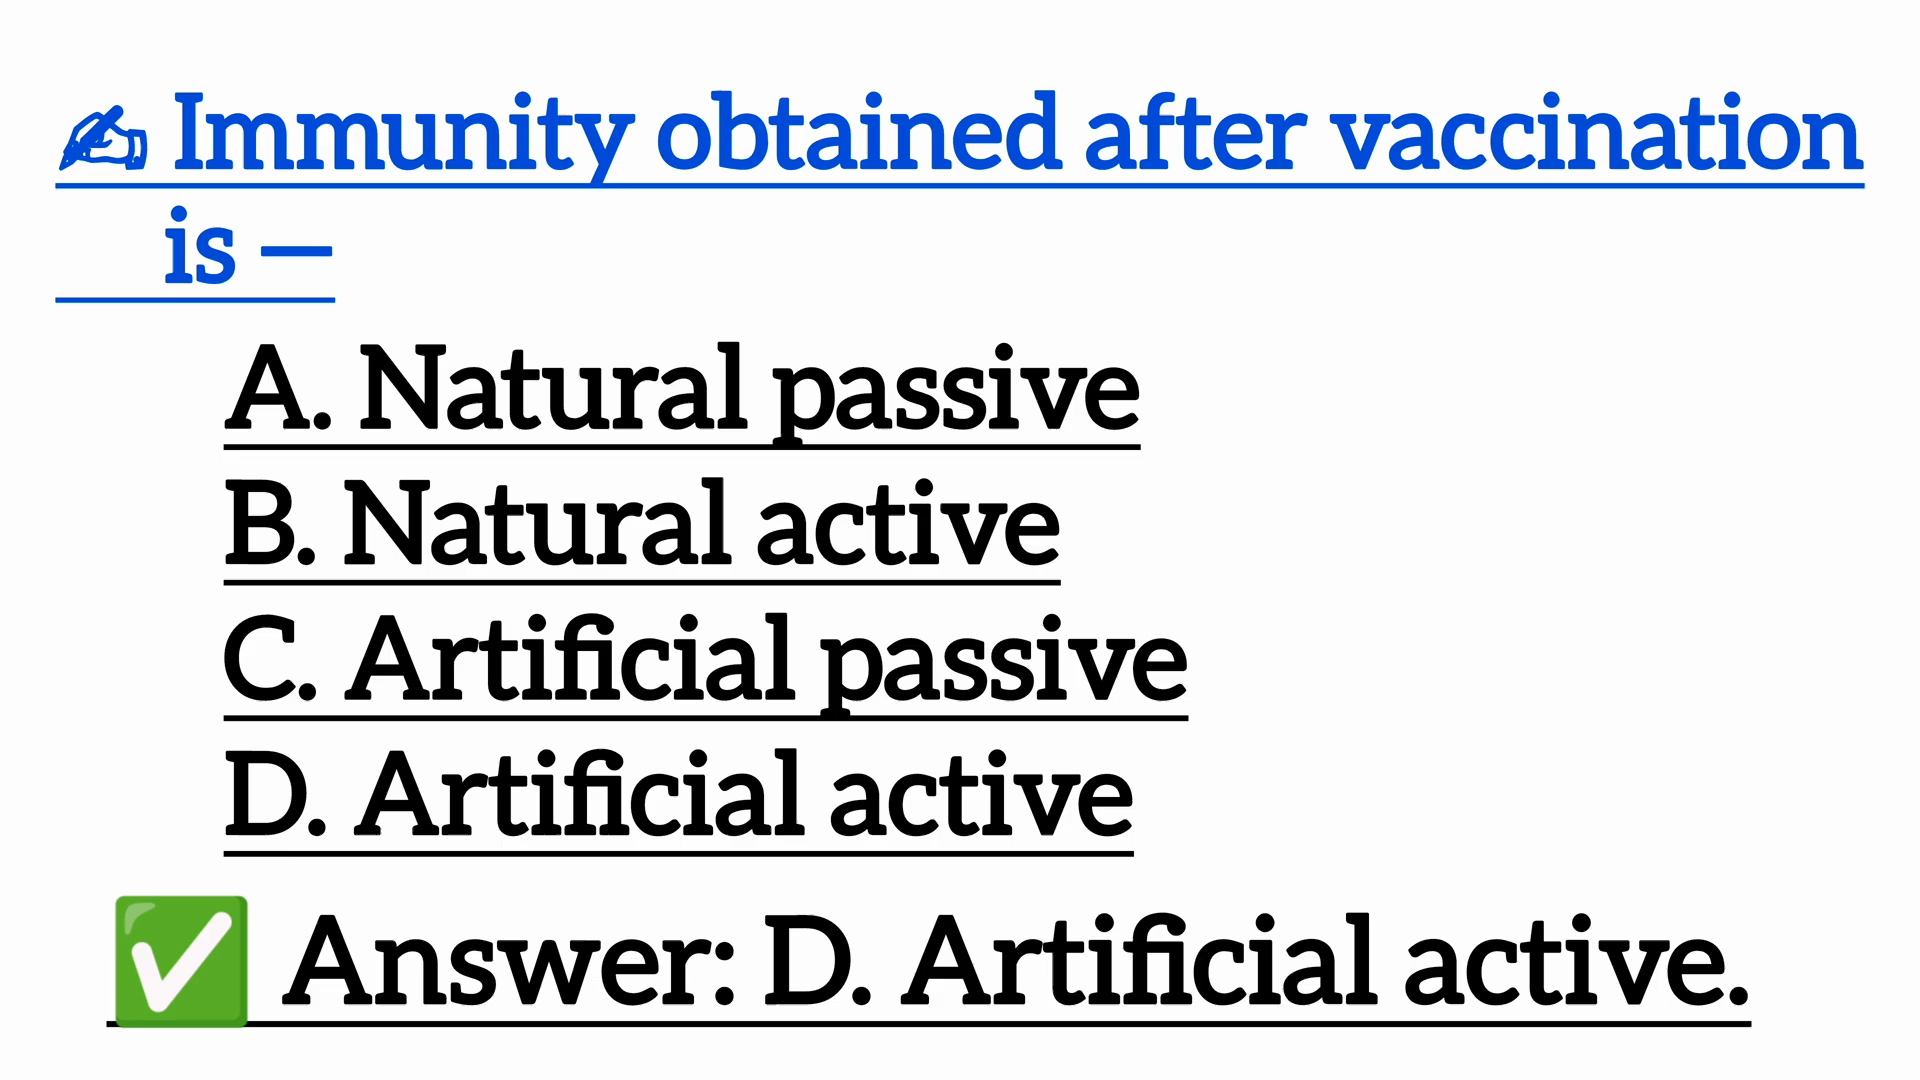 ✍ Immunity obtained after vaccination
is —
A. Natural passive
B. Natural active
C. Artificial passive
D. Artificial active
✅ Answer: D. Artificial active.